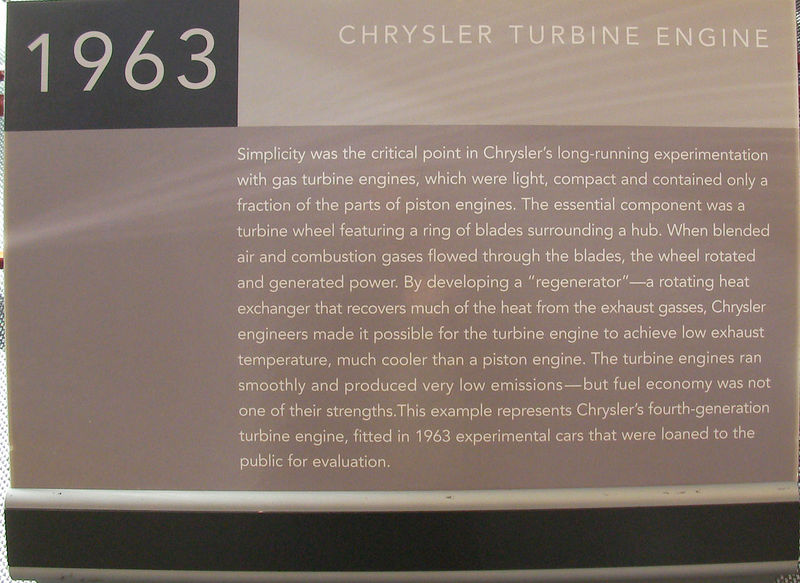 1963
CHRYSLER TURBINE ENGINE
Simplicity was the critical point in Chrysler's long-running experimentation
with gas turbine engines, which were light, compact and contained only a
fraction of the parts of piston engines. The essential component was a
turbine wheel featuring a ring of blades surrounding a hub. When blended
air and combustion gases flowed through the blades, the wheel rotated
and generated power. By developing a “regenerator”—a rotating heat
exchanger that recovers much of the heat from the exhaust gasses, Chrysler
engineers made it possible for the turbine engine to achieve low exhaust
temperature, much cooler than a piston engine. The turbine engines ran
smoothly and produced very low emissions—but fuel economy was not
one of their strengths.This example represents Chrysler's fourth-generation
turbine engine, fitted in 1963 experimental cars that were loaned to the
public for evaluation.